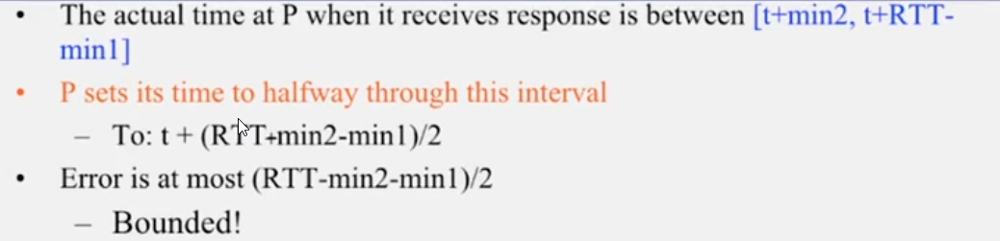 • The actual time at P when it receives response is between [t+min2, t+RTT-
min1]
• P sets its time to halfway through this interval
– To: t + (RTT+min2-min1)/2
• Error is at most (RTT-min2-min1)/2
– Bounded!